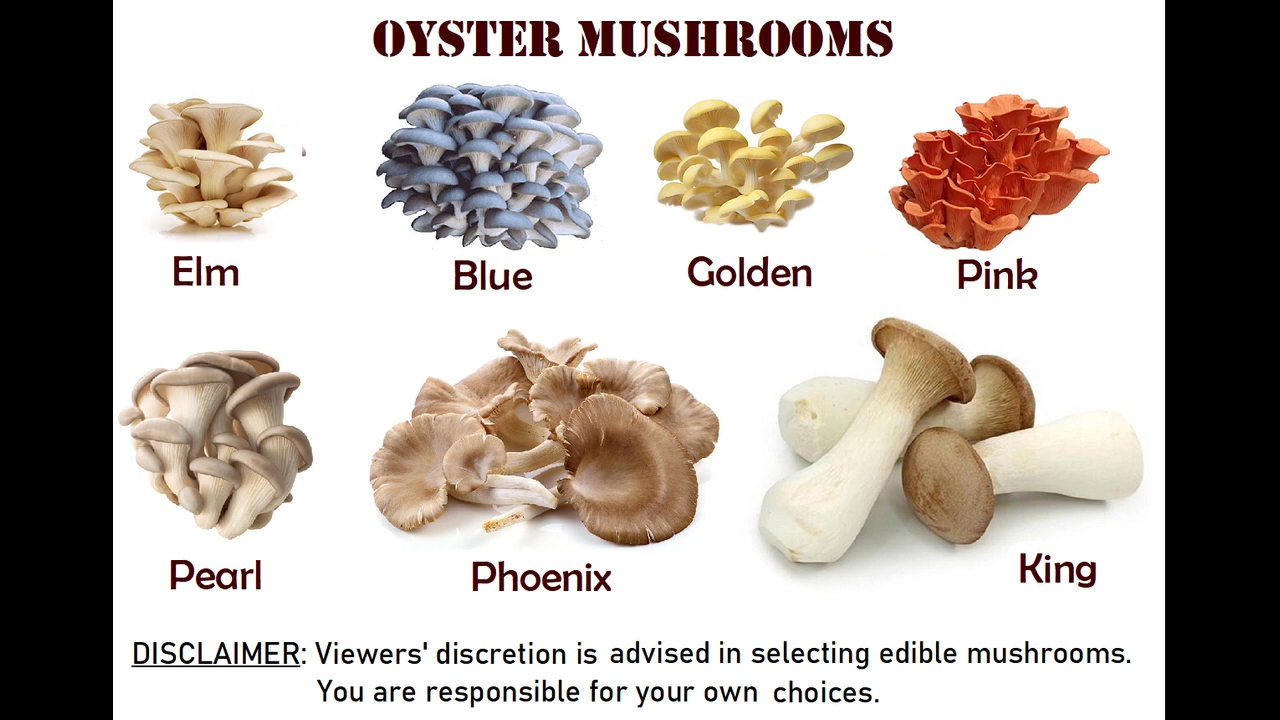 OYSTER MUSHROOMS
Elm
Blue
Golden
Pink
Pearl
Phoenix
King
DISCLAIMER: Viewers' discretion is advised in selecting edible mushrooms.
You are responsible for your own choices.